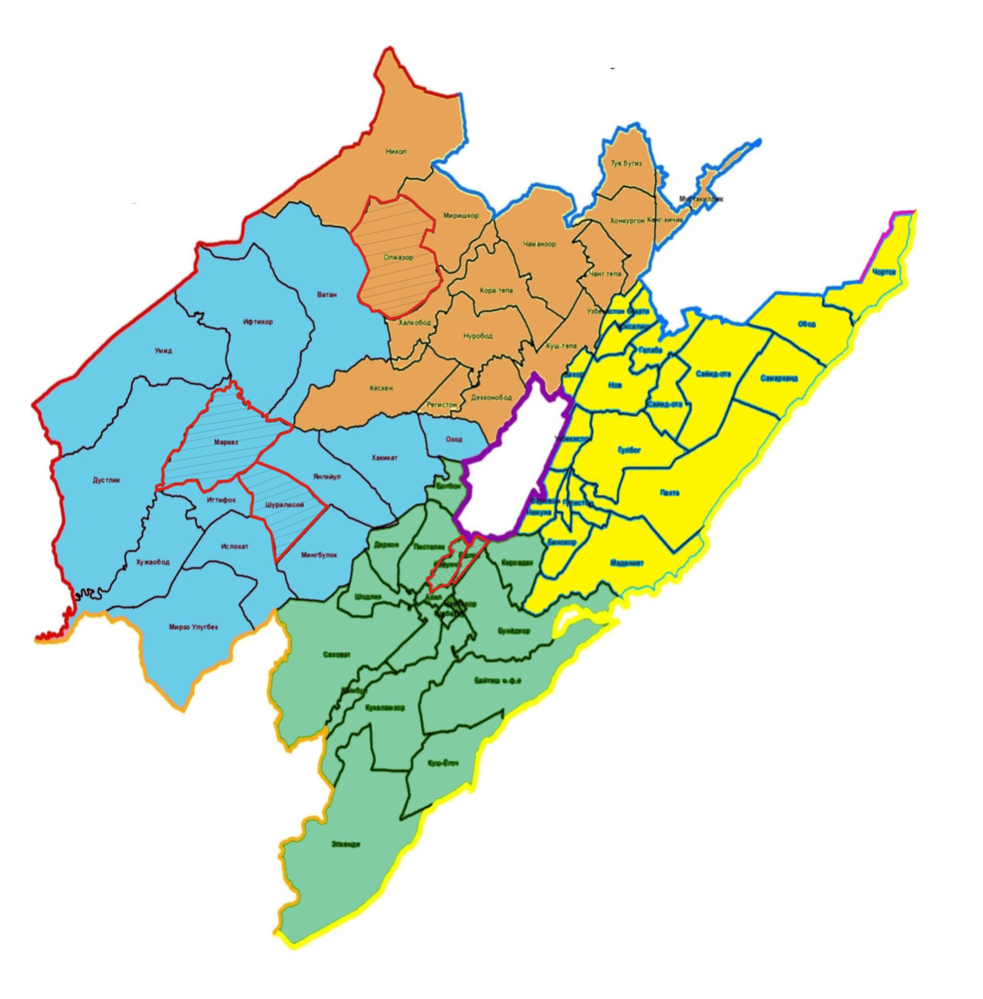 Нихол
Туя бугиз
Мустакиллик
Миришкор
Хонкургон
Кенг-кичик
Чаманзор
Олмазор
Чанг тепа
Чорток
Кора-тепа
Ватан
Ифтихор
Халкобод
Обод
Нуробод
Куш-тепа
Галаба
Умид
Сайид-ота
Самарканд
Нов
Кескен
Дехконобод
Регистон
Сайид-ота
Озод
Марказ
Гулбог
Хакикат
Янгийул
Дустлик
Богбон
Пахта
Иттифок
Шуралисой
Намуна
Бинокор
Ислохат
Дархон
Писталик
Мингбулок
Хужаобод
Кирсадак
Маданият
Шодлик
Ахил
Мирзо Улугбек
Бунёдкор
Саховат
Байтиш м.ф.й
Кукаламзор
Куш-Ёгоч
Элкенди